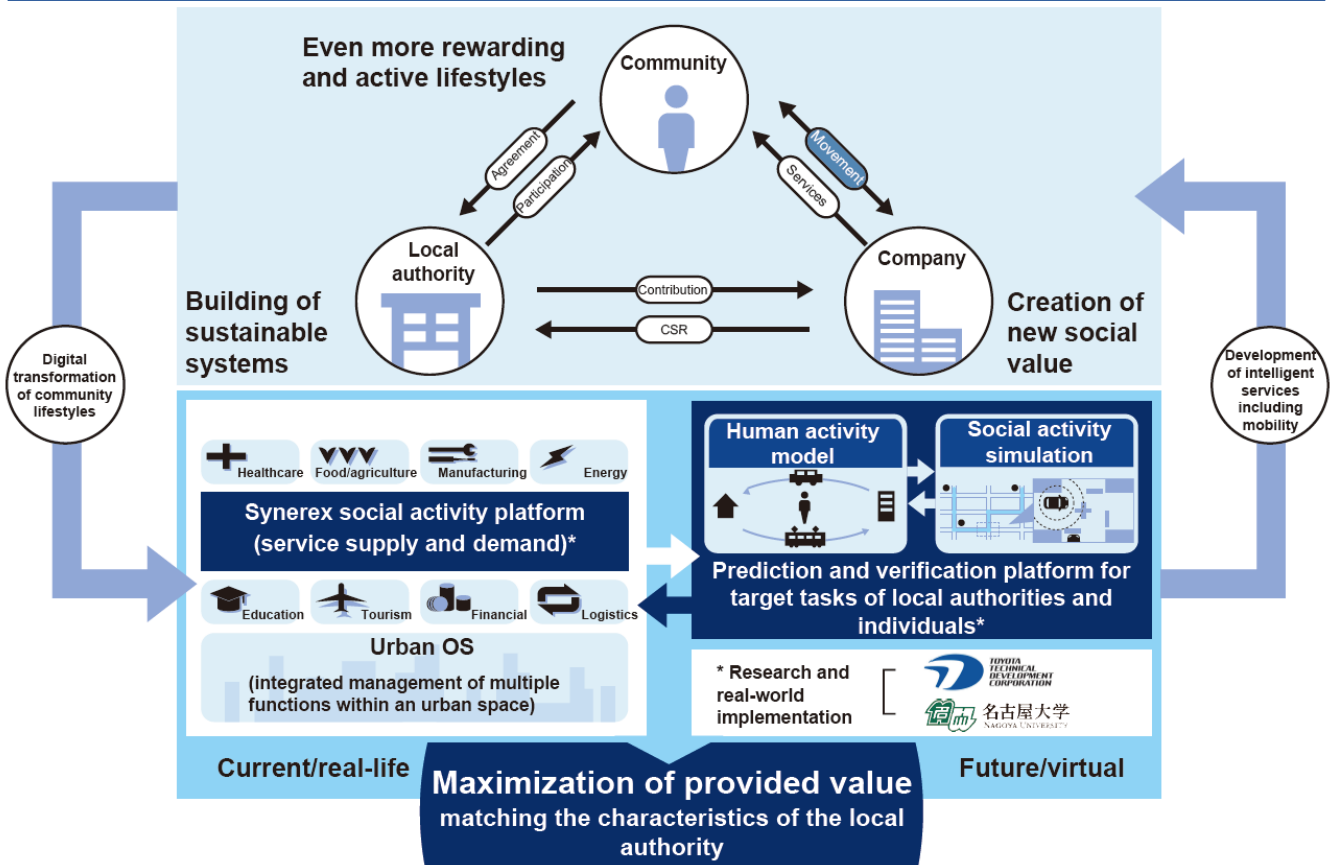 Even more rewarding
and active lifestyles
Community
Agreement
Participation
Movement
Services
Local
authority
Company
Contribution
CSR
Building of
sustainable
systems
Creation of
new social
value
Digital
transformation
of community
lifestyles
Development
of intelligent
services
including
mobility
Healthcare
Food/agriculture
Manufacturing
Energy
Synerex social activity platform
(service supply and demand)*
Education
Tourism
Financial
Logistics
Urban OS
(integrated management of multiple
functions within an urban space)
Human activity
model
Social activity
simulation
Prediction and verification platform for
target tasks of local authorities and
individuals*
* Research and
real-world
implementation
TOYOTA
TECHNICAL
DEVELOPMENT
CORPORATION
名古屋大学
NAGOYA UNIVERSITY
Current/real-life
Future/virtual
Maximization of provided value
matching the characteristics of the local
authority